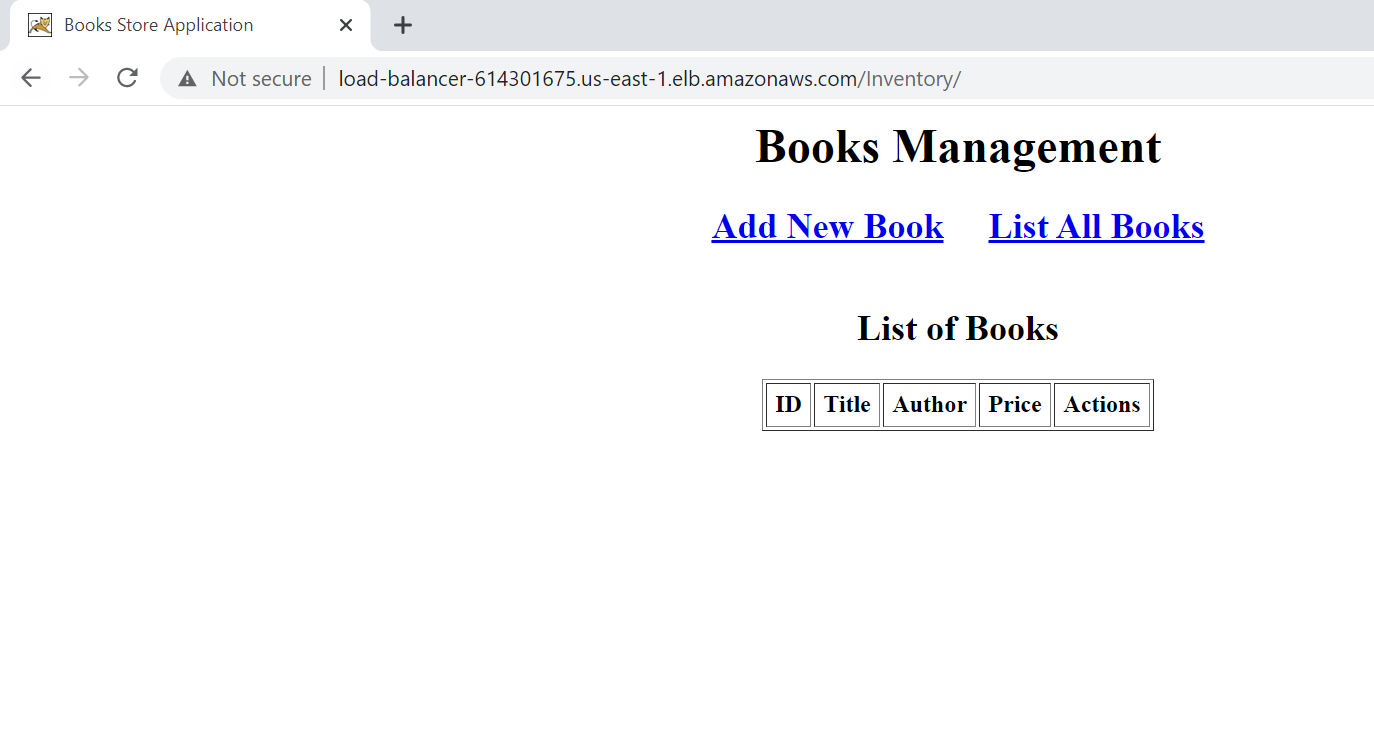 Books Store Application
Not secure load-balancer-614301675.us-east-1.elb.amazonaws.com/Inventory/
Books Management
Add New Book List All Books
List of Books
ID Title Author Price Actions